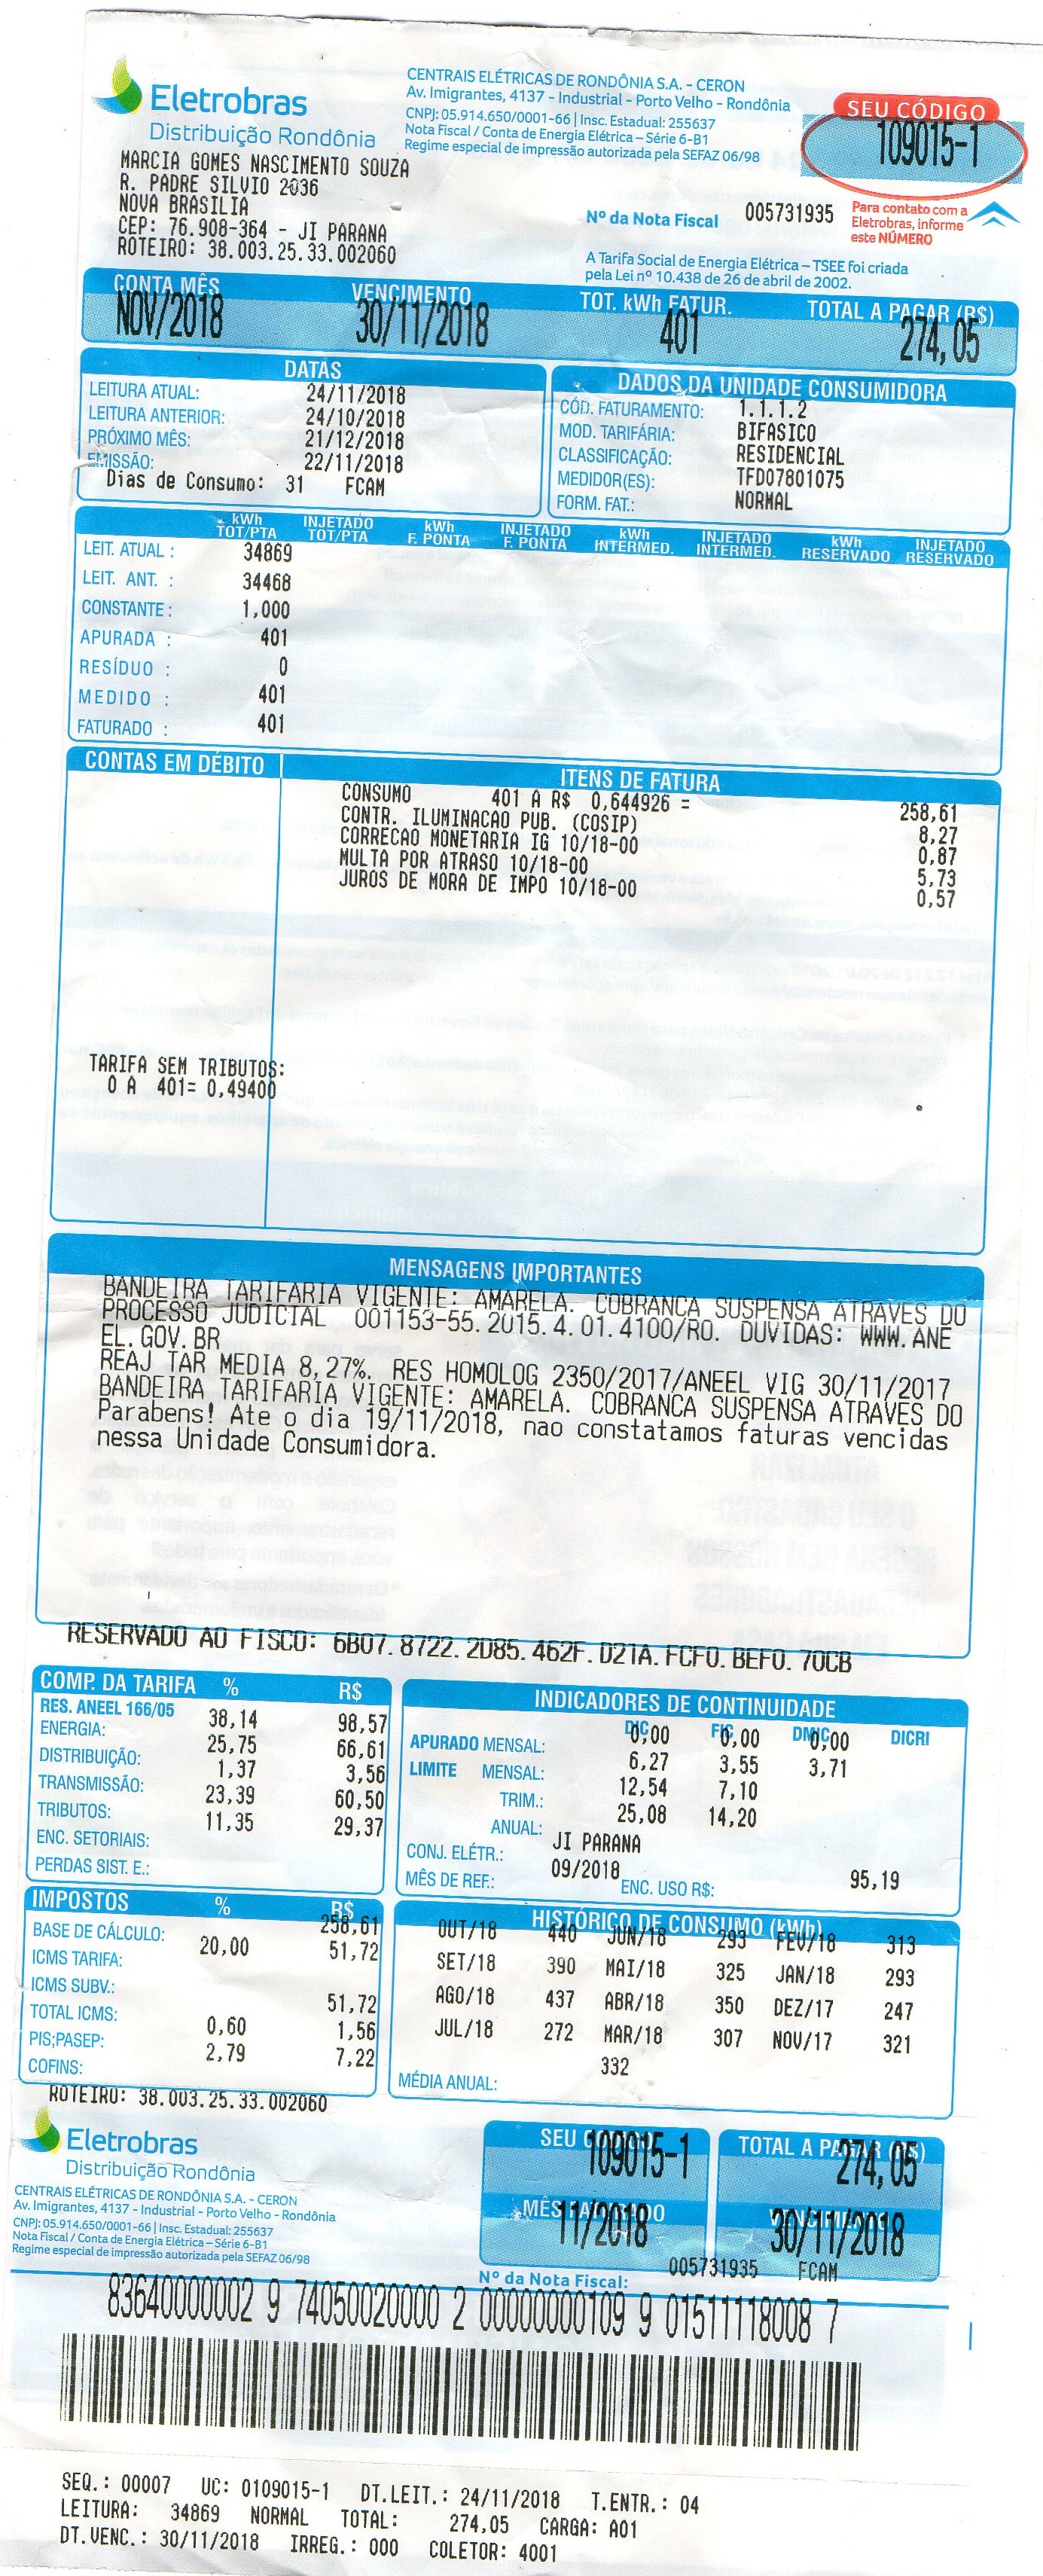 Eletrobras
Distribuição Rondônia
CENTRAIS ELÉTRICAS DE RONDÔNIA S.A. - CERON
Av. Imigrantes, 4137 - Industrial - Porto Velho - Rondônia
CNPJ: 05.914.650/0001-66 | Insc. Estadual: 255637
Nota Fiscal / Conta de Energia Elétrica – Série 6-B1
Regime especial de impressão autorizada pela SEFAZ 06/98
SEU CÓDIGO
109015-1
MARCIA GOMES NASCIMENTO SOUZA
R. PADRE SILVIO 2036
NOVA BRASILIA
CEP: 76.908-364 - JI PARANA
ROTEIRO: 38.003.25.33.002060
Nº da Nota Fiscal 005731935
Para contato com a
Eletrobras, informe
este NÚMERO
A Tarifa Social de Energia Elétrica – TSEE foi criada
pela Lei nº 10.438 de 26 de abril de 2002.
CONTA MÊS VENCIMENTO TOT. kWh FATUR. TOTAL A PAGAR (R$)
NOV/2018 30/11/2018 401 274,05
DATAS
LEITURA ATUAL: 24/11/2018
LEITURA ANTERIOR: 24/10/2018
PRÓXIMO MÊS: 21/12/2018
EMISSÃO: 22/11/2018
Dias de Consumo: 31 FCAM
DADOS DA UNIDADE CONSUMIDORA
CÓD. FATURAMENTO: 1.1.1.2
MOD. TARIFÁRIA: BIFASICO
CLASSIFICAÇÃO: RESIDENCIAL
MEDIDOR(ES): TFD07801075
FORM. FAT.: NORMAL
kWh TOT/PTA INJETADO TOT/PTA kWh F. PONTA INJETADO F. PONTA kWh INTERMED. INJETADO INTERMED. kWh RESERVADO INJETADO RESERVADO
LEIT. ATUAL : 34869
LEIT. ANT. : 34468
CONSTANTE : 1,000
APURADA : 401
RESÍDUO : 0
MEDIDO : 401
FATURADO : 401
CONTAS EM DÉBITO
ITENS DE FATURA
CONSUMO 401 A R$ 0,644926 = 258,61
CONTR. ILUMINACAO PUB. (COSIP) 8,27
CORRECAO MONETARIA IG 10/18-00 0,87
MULTA POR ATRASO 10/18-00 5,73
JUROS DE MORA DE IMPO 10/18-00 0,57
TARIFA SEM TRIBUTOS:
0 A 401= 0,49400
MENSAGENS IMPORTANTES
BANDEIRA TARIFARIA VIGENTE: AMARELA. COBRANCA SUSPENSA ATRAVES DO
PROCESSO JUDICIAL 001153-55.2015.4.01.4100/RO. DUVIDAS: WWW.ANE
EL.GOV.BR
REAJ TAR MEDIA 8,27%. RES HOMOLOG 2350/2017/ANEEL VIG 30/11/2017
BANDEIRA TARIFARIA VIGENTE: AMARELA. COBRANCA SUSPENSA ATRAVES DO
Parabens! Ate o dia 19/11/2018, nao constatamos faturas vencidas
nessa Unidade Consumidora.
RESERVADO AO FISCO: 6B07.8722.2D85.462F.D21A.FCF0.BEF0.70CB
COMP. DA TARIFA % R$
RES. ANEEL 166/05
ENERGIA: 38,14 98,57
DISTRIBUIÇÃO: 25,75 66,61
TRANSMISSÃO: 1,37 3,56
TRIBUTOS: 23,39 60,50
ENC. SETORIAIS: 11,35 29,37
PERDAS SIST. E.:
INDICADORES DE CONTINUIDADE
DIC FIC DMIC DICRI
APURADO MENSAL: 0,00 0,00 0,00
LIMITE MENSAL: 6,27 3,55 3,71
TRIM.: 12,54 7,10
ANUAL: 25,08 14,20
CONJ. ELÉTR.: JI PARANA
MÊS DE REF.: 09/2018 ENC. USO R$: 95,19
IMPOSTOS % R$
BASE DE CÁLCULO: 258,61
ICMS TARIFA: 20,00 51,72
ICMS SUBV.:
TOTAL ICMS: 51,72
PIS;PASEP: 0,60 1,56
COFINS: 2,79 7,22
HISTÓRICO DE CONSUMO (kWh)
OUT/18 440 JUN/18 293 FEV/18 313
SET/18 390 MAI/18 325 JAN/18 293
AGO/18 437 ABR/18 350 DEZ/17 247
JUL/18 272 MAR/18 307 NOV/17 321
MÉDIA ANUAL: 332
ROTEIRO: 38.003.25.33.002060
Eletrobras
Distribuição Rondônia
CENTRAIS ELÉTRICAS DE RONDÔNIA S.A. - CERON
Av. Imigrantes, 4137 - Industrial - Porto Velho - Rondônia
CNPJ: 05.914.650/0001-66 | Insc. Estadual: 255637
Nota Fiscal / Conta de Energia Elétrica – Série 6-B1
Regime especial de impressão autorizada pela SEFAZ 06/98
SEU CÓDIGO 109015-1
TOTAL A PAGAR (R$) 274,05
MÊS FATURADO 11/2018
VENCIMENTO 30/11/2018
Nº da Nota Fiscal: 005731935 FCAM
83640000002 9 74050020000 2 00000000109 9 01511118008 7
SEQ.: 00007 UC: 0109015-1 DT.LEIT.: 24/11/2018 T.ENTR.: 04
LEITURA: 34869 NORMAL TOTAL: 274,05 CARGA: A01
DT.VENC.: 30/11/2018 IRREG.: 000 COLETOR: 4001